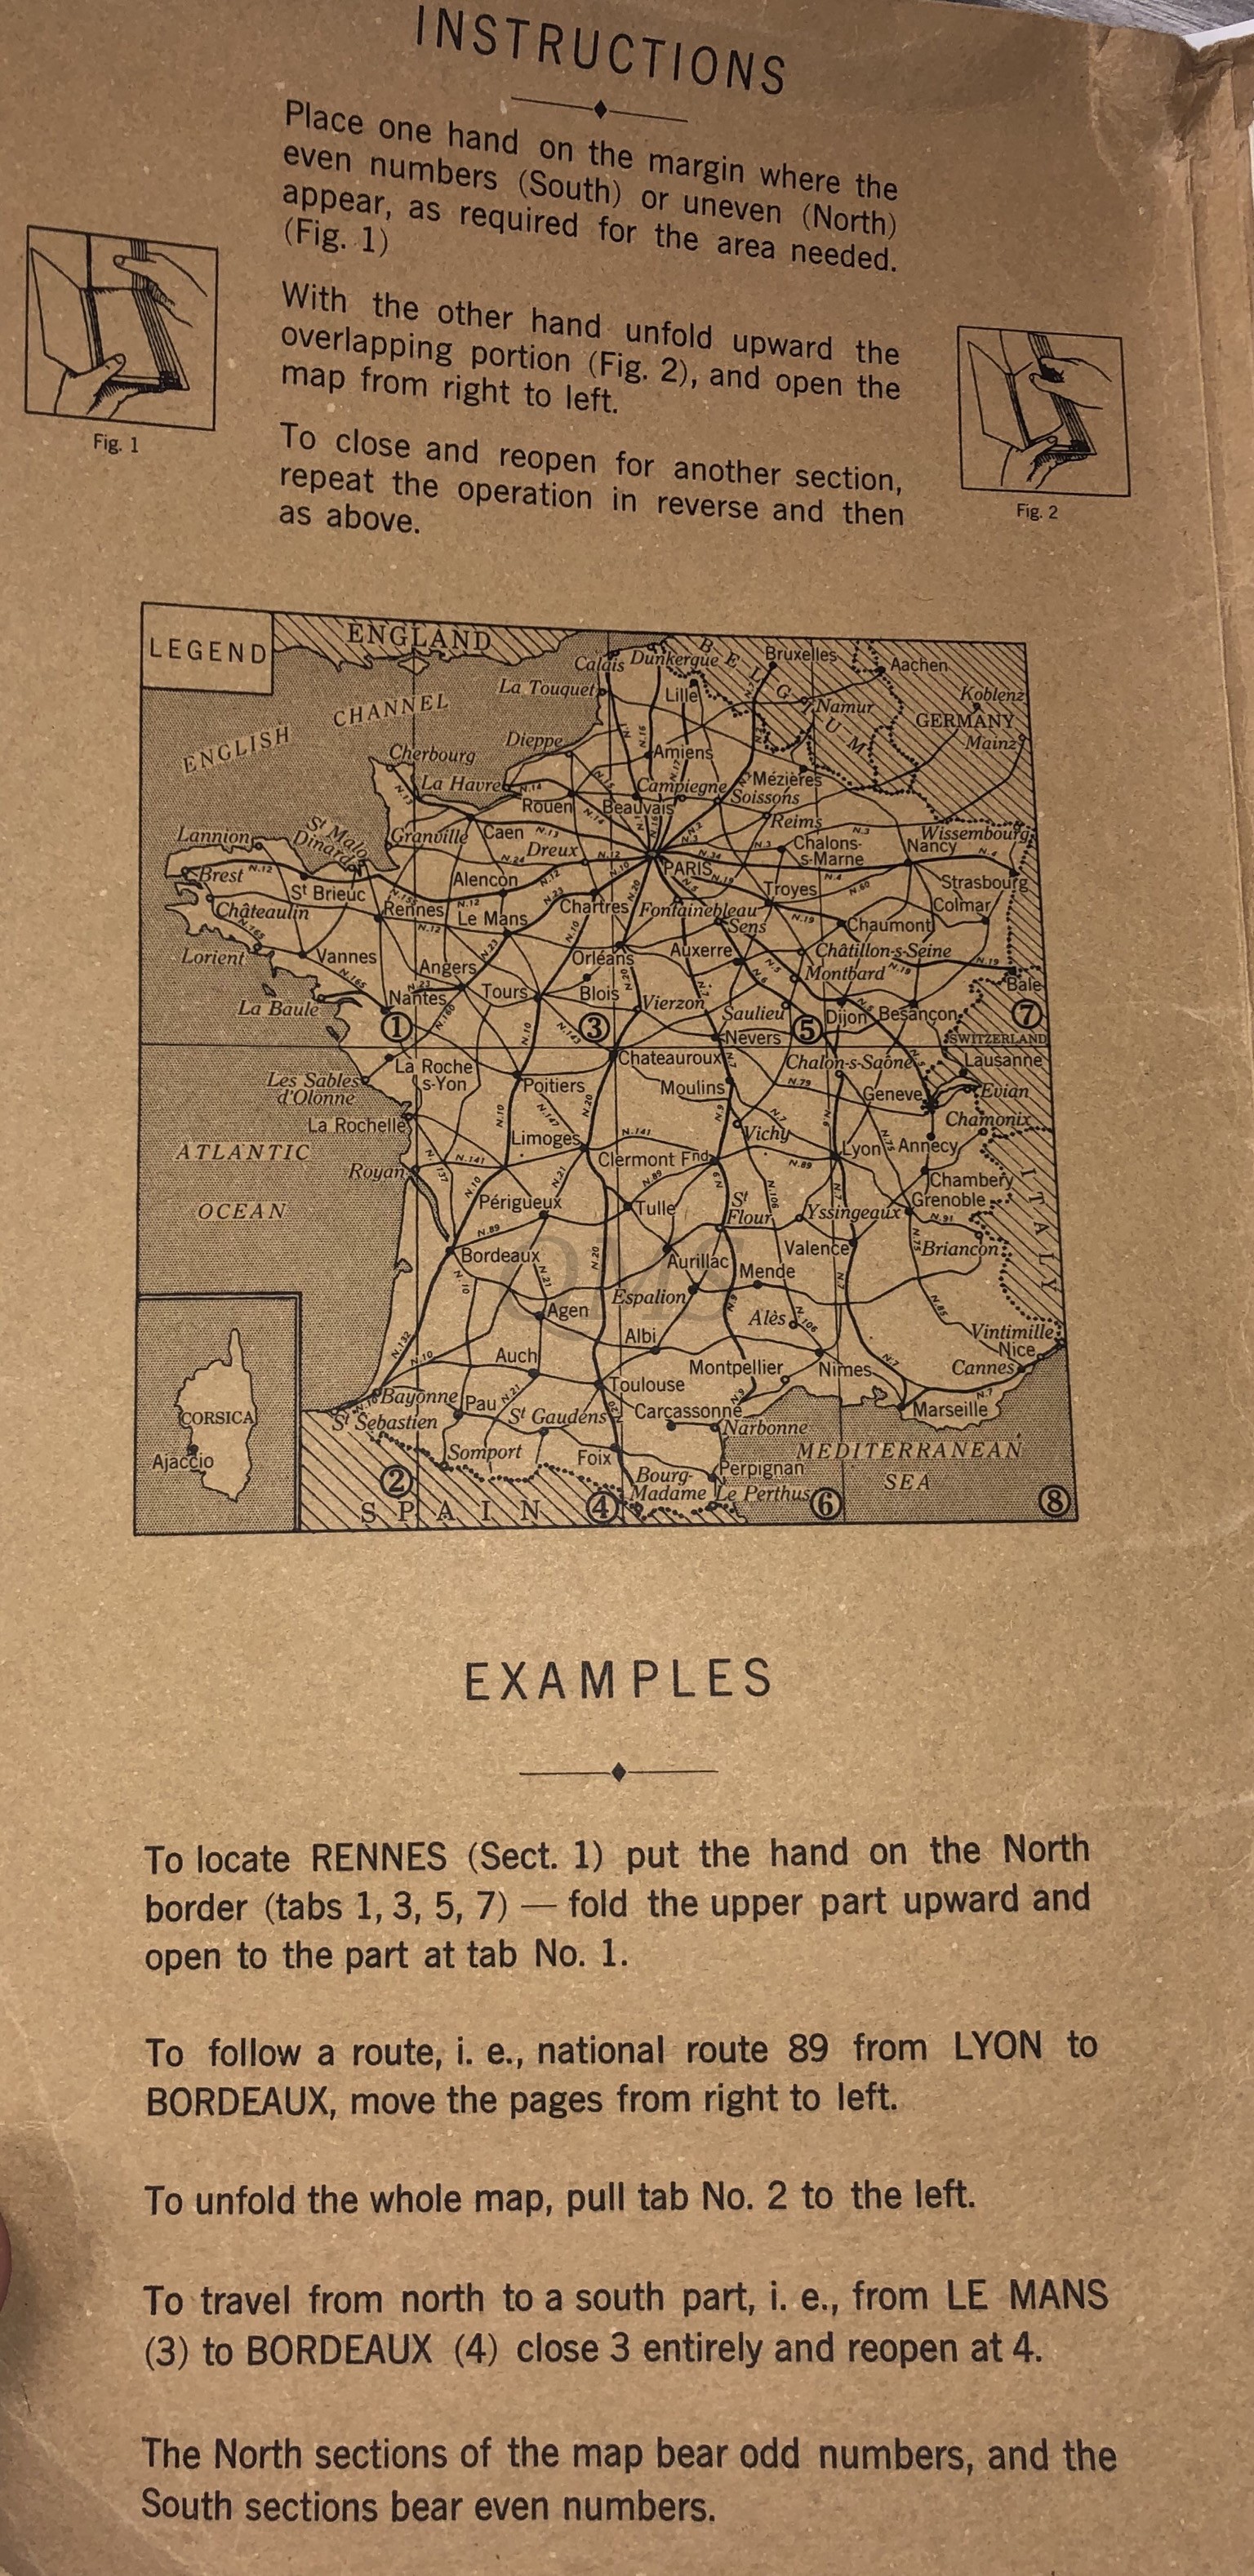 INSTRUCTIONS
Place one hand on the margin where the
even numbers (South) or uneven (North)
appear, as required for the area needed.
(Fig. 1)
With the other hand unfold upward the
overlapping portion (Fig. 2), and open the
map from right to left.
To close and reopen for another section,
repeat the operation in reverse and then
as above.
Fig. 1
Fig. 2
LEGEND
ENGLAND
BELGIUM
Bruxelles
Aachen
Calais
Dunkerque
La Touquet
Lille
Namur
Koblenz
GERMANY
Mainz
ENGLISH CHANNEL
Dieppe
Amiens
Cherbourg
La Havre
Campiegne
Mézières
Rouen
Beauvais
Soissons
Reims
Lannion
St Malo
Dinard
Granville
Caen
Dreux
Chalons-
s-Marne
Nancy
Wissembourg
Brest
St Brieuc
Alencon
PARIS
Troyes
Strasbourg
Colmar
Châteaulin
Rennes
Le Mans
Chartres
Fontainebleau
Sens
Chaumont
Lorient
Vannes
Angers
Orléans
Auxerre
Châtillon-s-Seine
Montbard
Bâle
La Baule
Nantes
Tours
Blois
Vierzon
Saulieu
Dijon
Besançon
1
3
5
7
Nevers
SWITZERLAND
La Roche
s-Yon
Chateauroux
Chalon-s-Saône
Lausanne
Les Sables
d'Olonne
Poitiers
Moulins
Geneve
Evian
La Rochelle
Vichy
Chamonix
ATLANTIC
OCEAN
Limoges
Clermont Fnd
Lyon
Annecy
Royan
Chambery
Périgueux
Tulle
St
Flour
Yssingeaux
Grenoble
ITALY
Bordeaux
Aurillac
Valence
Briancon
Mende
Espalion
Agen
Alès
Albi
Vintimille
Nice
Auch
Montpellier
Nimes
Cannes
Bayonne
Pau
Toulouse
Marseille
St Sebastien
St Gaudens
Carcassonne
Narbonne
CORSICA
Ajaccio
Somport
Foix
MEDITERRANEAN
SEA
Bourg-
Madame
Perpignan
Le Perthus
SPAIN
2
4
6
8
EXAMPLES
To locate RENNES (Sect. 1) put the hand on the North
border (tabs 1, 3, 5, 7) — fold the upper part upward and
open to the part at tab No. 1.
To follow a route, i. e., national route 89 from LYON to
BORDEAUX, move the pages from right to left.
To unfold the whole map, pull tab No. 2 to the left.
To travel from north to a south part, i. e., from LE MANS
(3) to BORDEAUX (4) close 3 entirely and reopen at 4.
The North sections of the map bear odd numbers, and the
South sections bear even numbers.